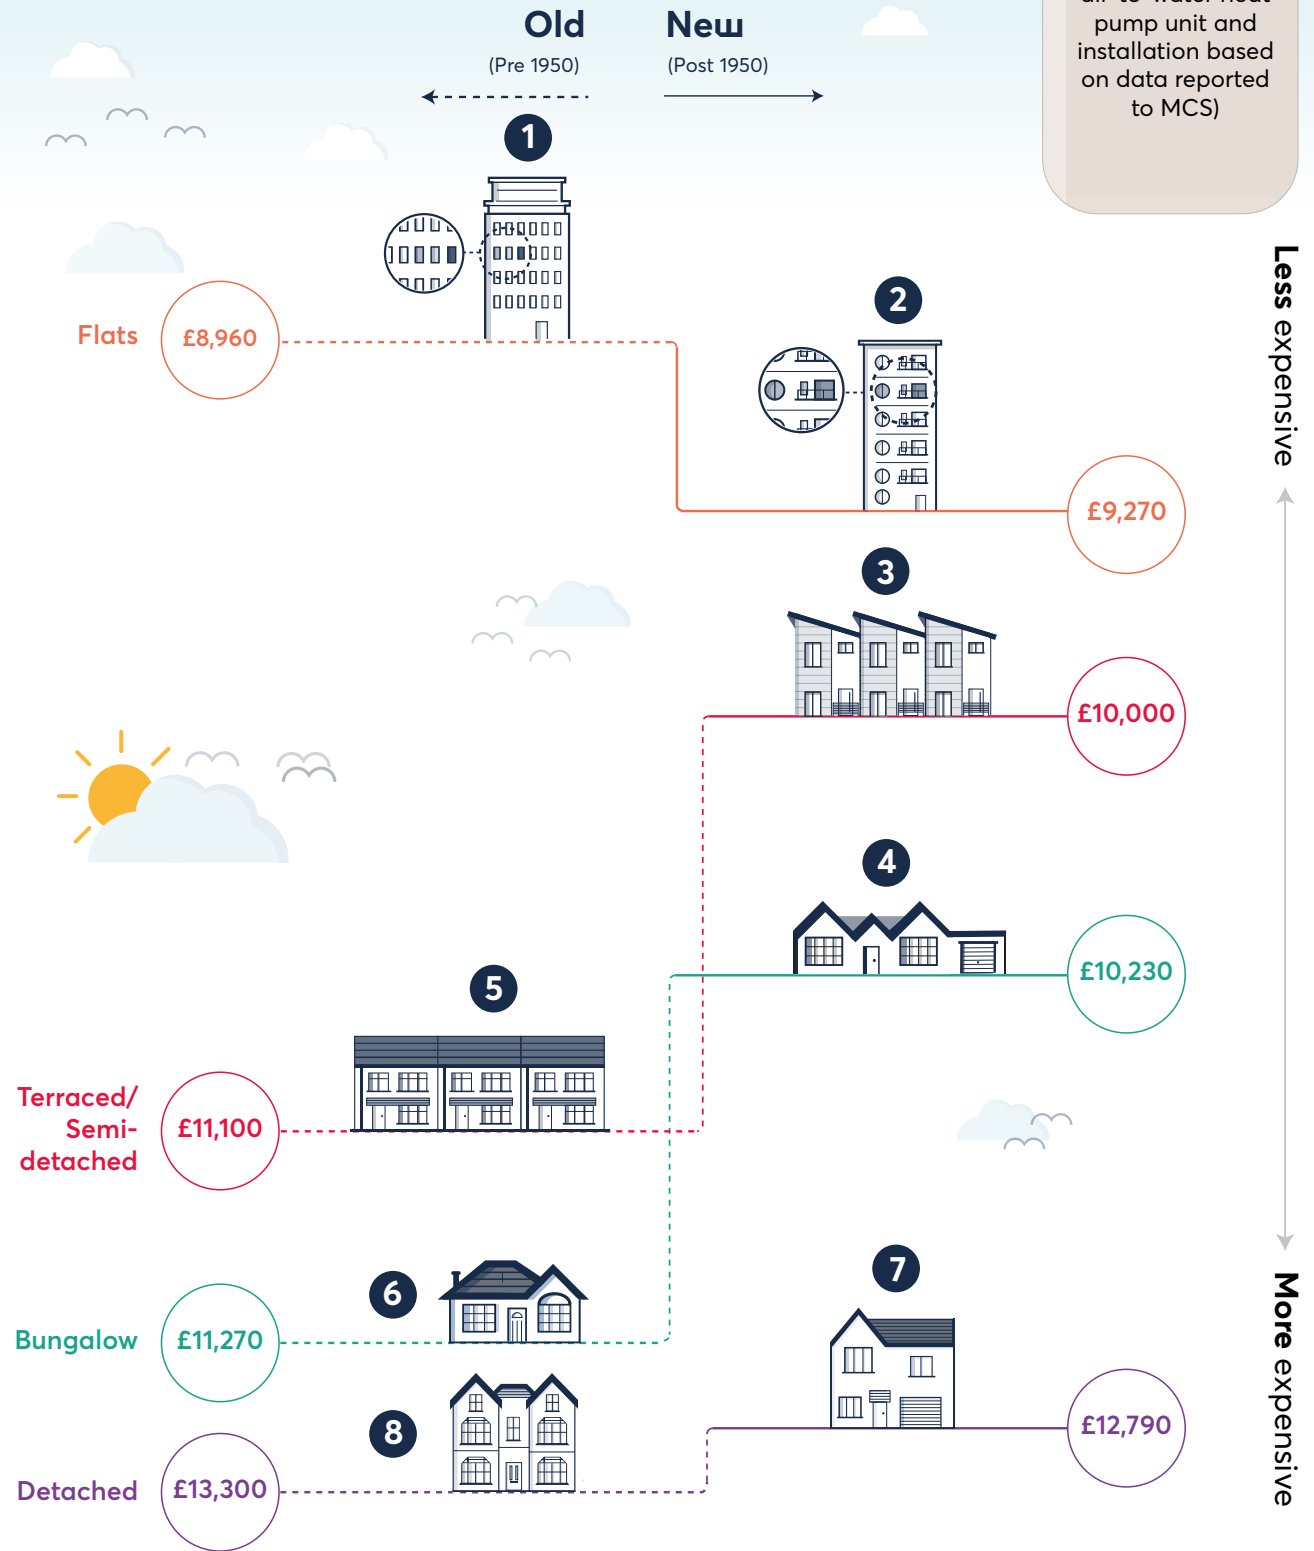 pump unit and
installation based
on data reported
to MCS)
Old
New
(Pre 1950)
(Post 1950)
1
2
Flats
£8,960
Less expensive
£9,270
3
£10,000
4
£10,230
5
Terraced/
Semi-
detached
£11,100
6
7
Bungalow
£11,270
More expensive
8
£12,790
Detached
£13,300